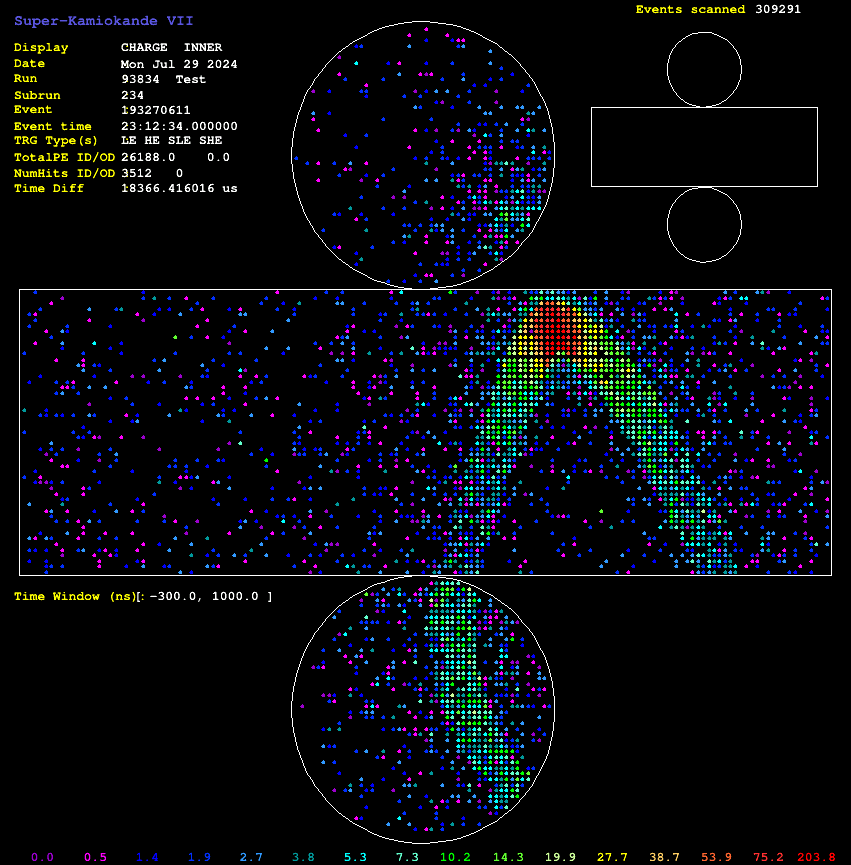 Super-Kamiokande VII
Events scanned 309291
Display CHARGE INNER
Date Mon Jul 29 2024
Run 93834 Test
Subrun 234
Event 193270611
Event time 23:12:34.000000
TRG Type(s) LE HE SLE SHE
TotalPE ID/OD 26188.0 0.0
NumHits ID/OD 3512 0
Time Diff 18366.416016 us
Time Window (ns)[: -300.0, 1000.0 ]
0.0 0.5 1.4 1.9 2.7 3.8 5.3 7.3 10.2 14.3 19.9 27.7 38.7 53.9 75.2 203.8